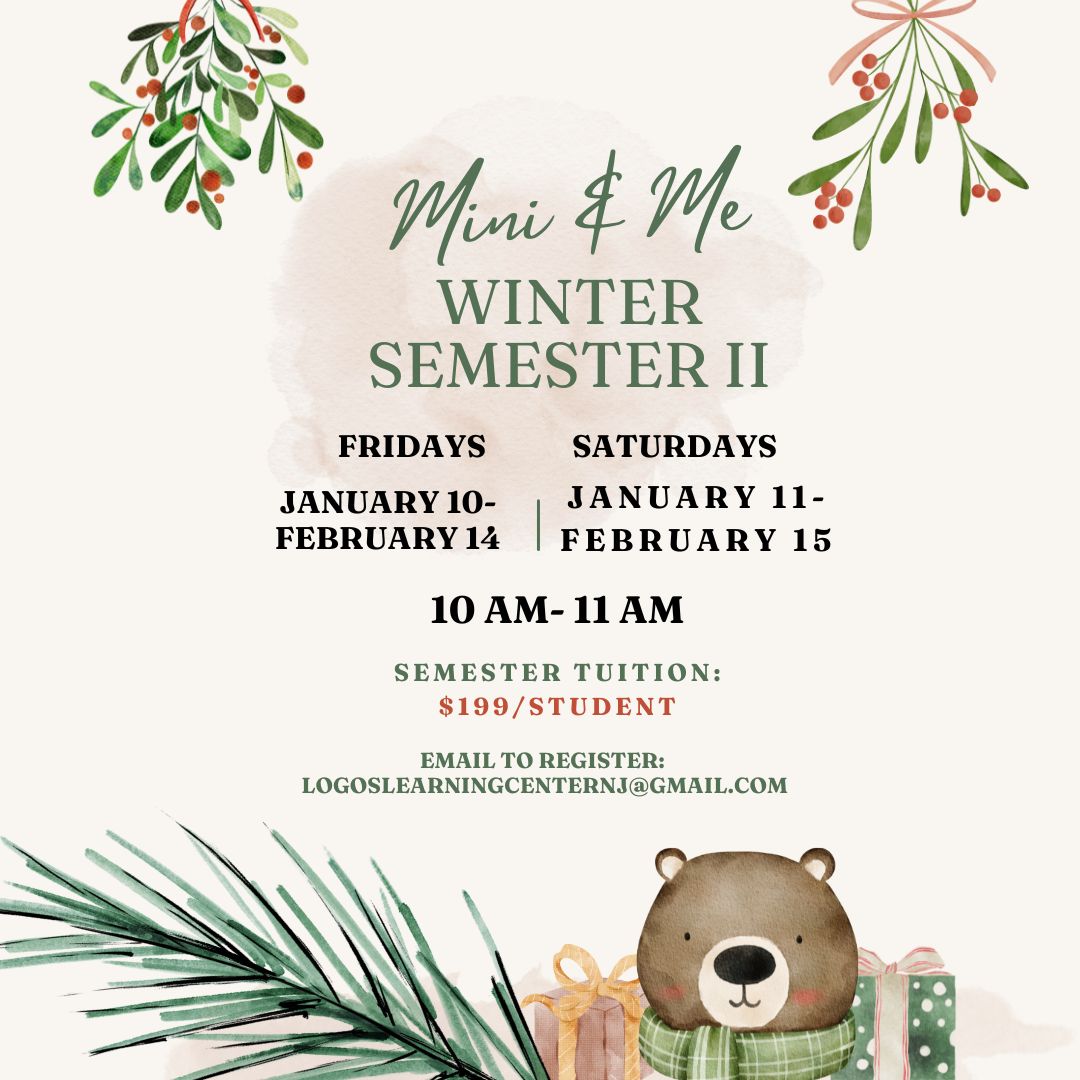 Mini & Me
WINTER
SEMESTER II
FRIDAYS
JANUARY 10-
FEBRUARY 14
SATURDAYS
JANUARY 11-
FEBRUARY 15
10 AM- 11 AM
SEMESTER TUITION:
$199/STUDENT
EMAIL TO REGISTER:
LOGOSLEARNINGCENTERNJ@GMAIL.COM